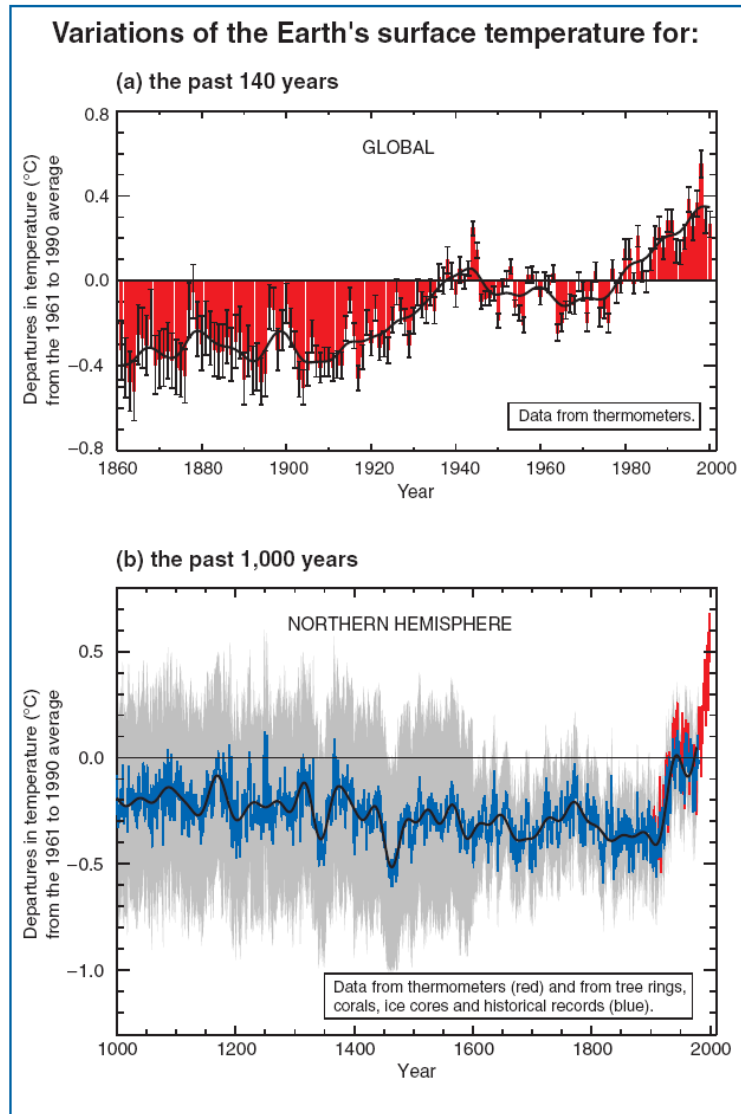 Variations of the Earth's surface temperature for:
(a) the past 140 years
GLOBAL
Departures in temperature (°C)
from the 1961 to 1990 average
0.8
0.4
0.0
−0.4
−0.8
Data from thermometers.
1860 1880 1900 1920 1940 1960 1980 2000
Year
(b) the past 1,000 years
NORTHERN HEMISPHERE
Departures in temperature (°C)
from the 1961 to 1990 average
0.5
0.0
−0.5
−1.0
Data from thermometers (red) and from tree rings,
corals, ice cores and historical records (blue).
1000 1200 1400 1600 1800 2000
Year